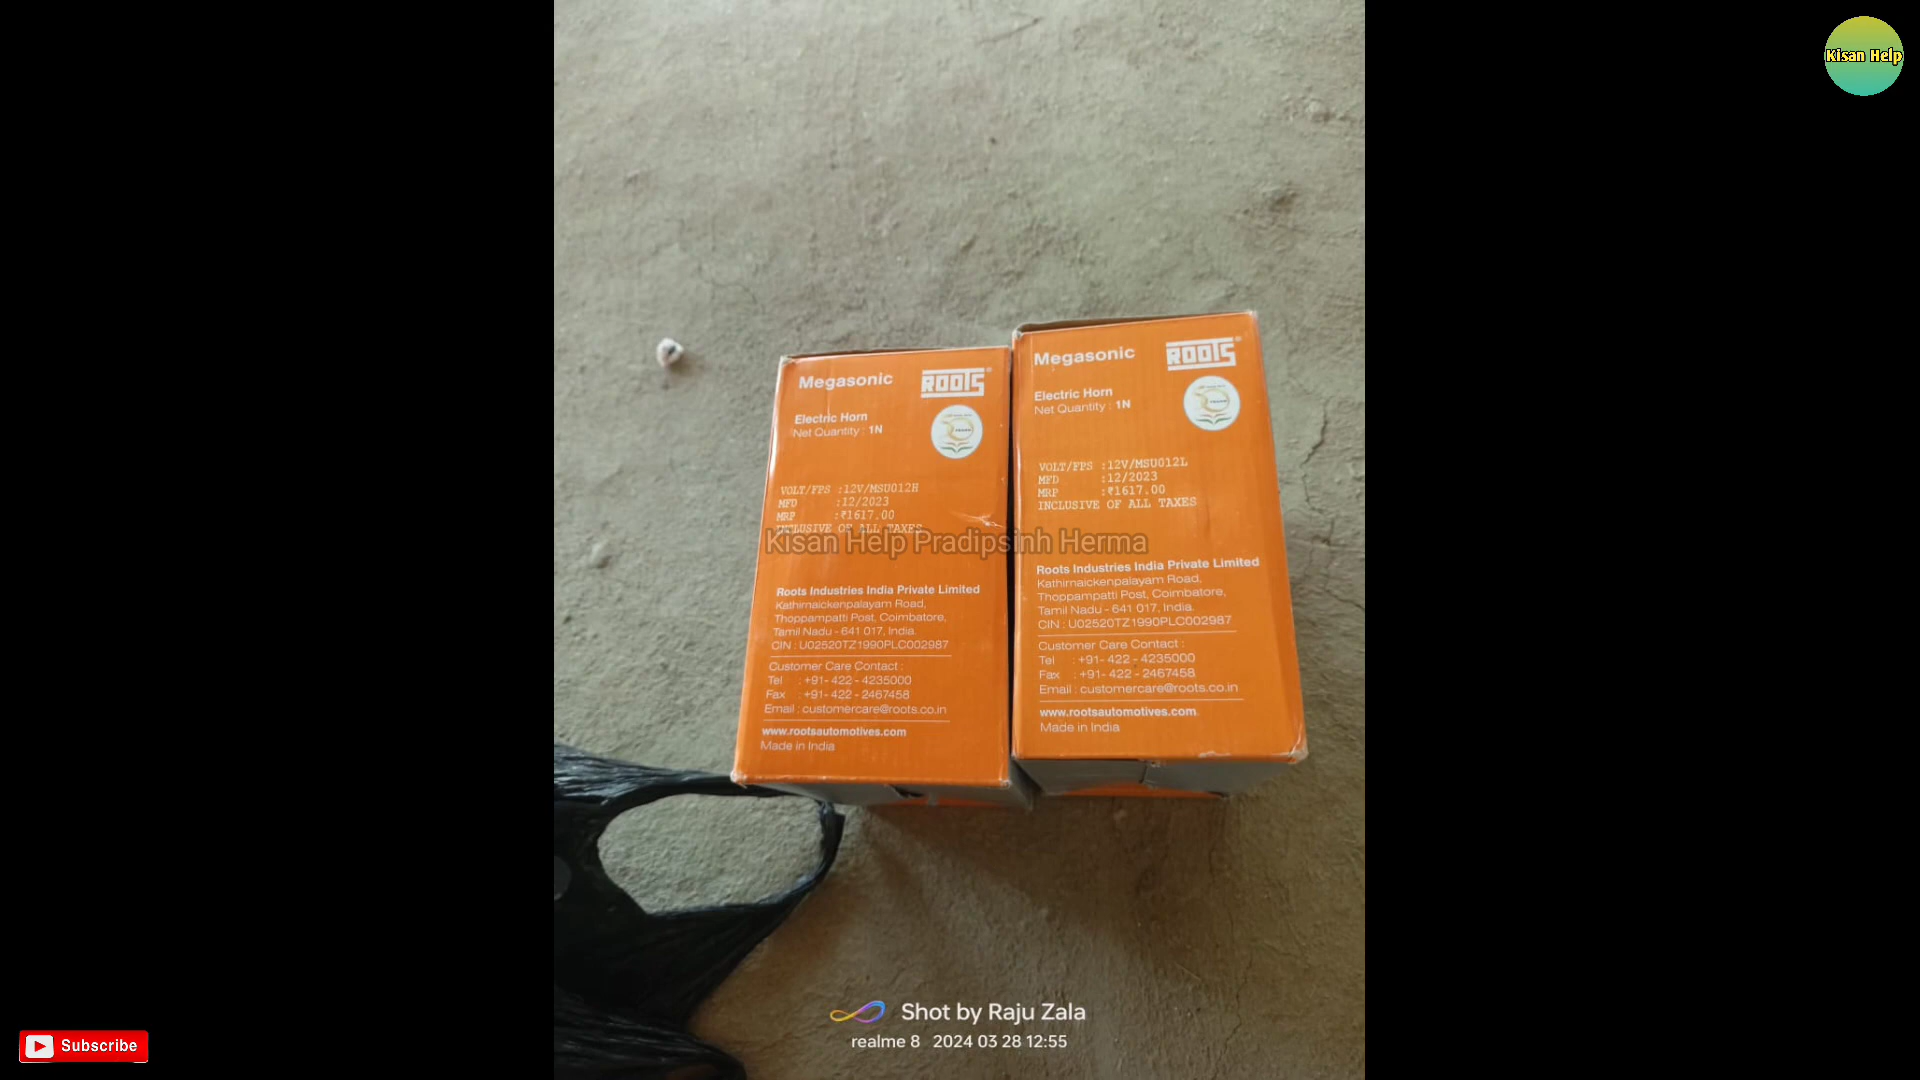 Kisan Help
Megasonic
ROOTS®
Electric Horn
Net Quantity : 1N
VOLT/FPS :12V/MSU012H
MFD :12/2023
MRP :₹1617.00
INCLUSIVE OF ALL TAXES
Roots Industries India Private Limited
Kathirnaickenpalayam Road,
Thoppampatti Post, Coimbatore,
Tamil Nadu - 641 017, India.
CIN : U02520TZ1990PLC002987
Customer Care Contact :
Tel : +91- 422 - 4235000
Fax : +91- 422 - 2467458
Email : customercare@roots.co.in
www.rootsautomotives.com
Made in India
Megasonic
ROOTS®
Electric Horn
Net Quantity : 1N
VOLT/FPS :12V/MSU012L
MFD :12/2023
MRP :₹1617.00
INCLUSIVE OF ALL TAXES
Roots Industries India Private Limited
Kathirnaickenpalayam Road,
Thoppampatti Post, Coimbatore,
Tamil Nadu - 641 017, India.
CIN : U02520TZ1990PLC002987
Customer Care Contact :
Tel : +91- 422 - 4235000
Fax : +91- 422 - 2467458
Email : customercare@roots.co.in
www.rootsautomotives.com
Made in India
Kisan Help Pradipsinh Herma
Shot by Raju Zala
realme 8 2024 03 28 12:55
Subscribe